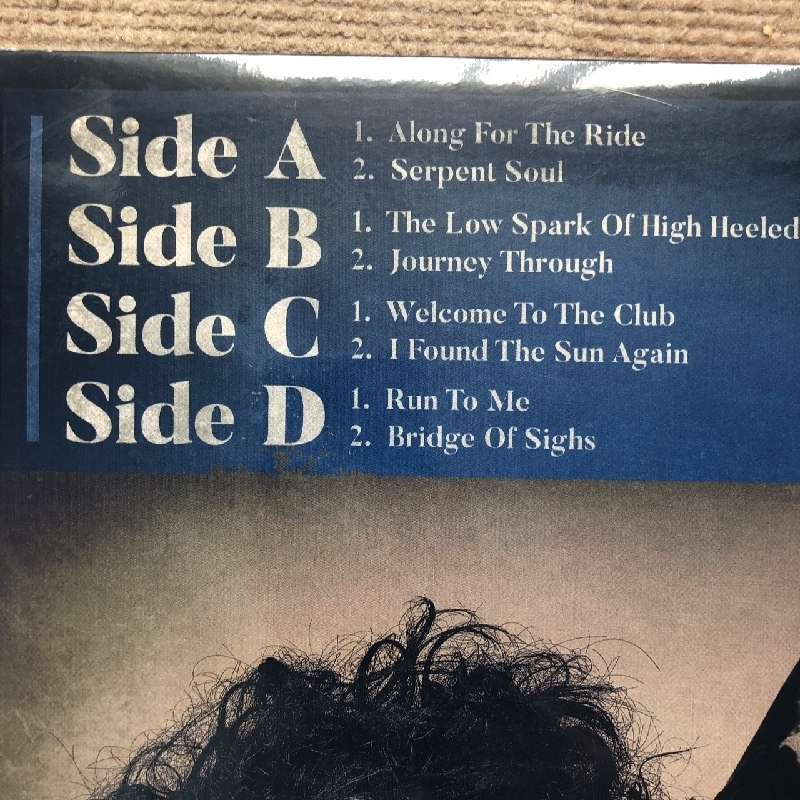 Side A
1. Along For The Ride
2. Serpent Soul
Side B
1. The Low Spark Of High Heeled
2. Journey Through
Side C
1. Welcome To The Club
2. I Found The Sun Again
Side D
1. Run To Me
2. Bridge Of Sighs